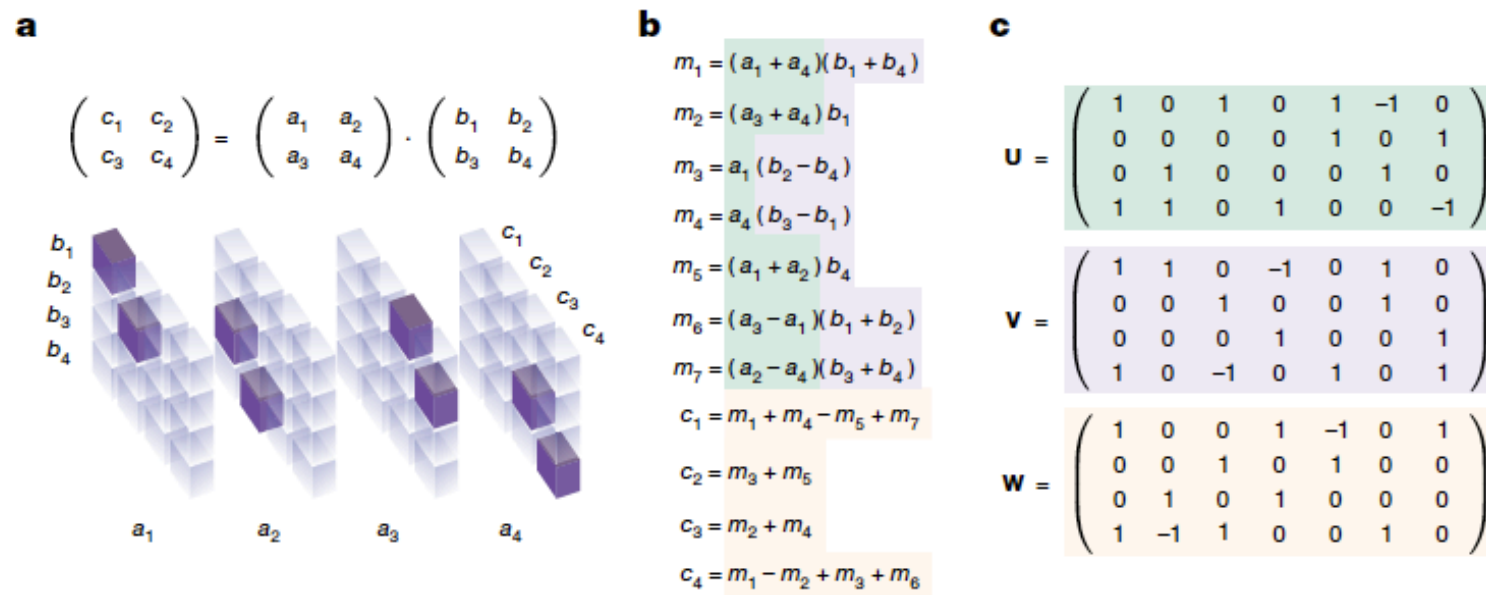 a
( c1 c2 ) = ( a1 a2 ) · ( b1 b2 )
( c3 c4 ) ( a3 a4 ) ( b3 b4 )
b1
b2
b3
b4
c1
c2
c3
c4
a1 a2 a3 a4
b
m1 = (a1 + a4)(b1 + b4)
m2 = (a3 + a4) b1
m3 = a1 (b2 − b4)
m4 = a4 (b3 − b1)
m5 = (a1 + a2) b4
m6 = (a3 − a1)(b1 + b2)
m7 = (a2 − a4)(b3 + b4)
c1 = m1 + m4 − m5 + m7
c2 = m3 + m5
c3 = m2 + m4
c4 = m1 − m2 + m3 + m6
c
U =
1 0 1 0 1 −1 0
0 0 0 0 1 0 1
0 1 0 0 0 1 0
1 1 0 1 0 0 −1
V =
1 1 0 −1 0 1 0
0 0 1 0 0 1 0
0 0 0 1 0 0 1
1 0 −1 0 1 0 1
W =
1 0 0 1 −1 0 1
0 0 1 0 1 0 0
0 1 0 1 0 0 0
1 −1 1 0 0 1 0